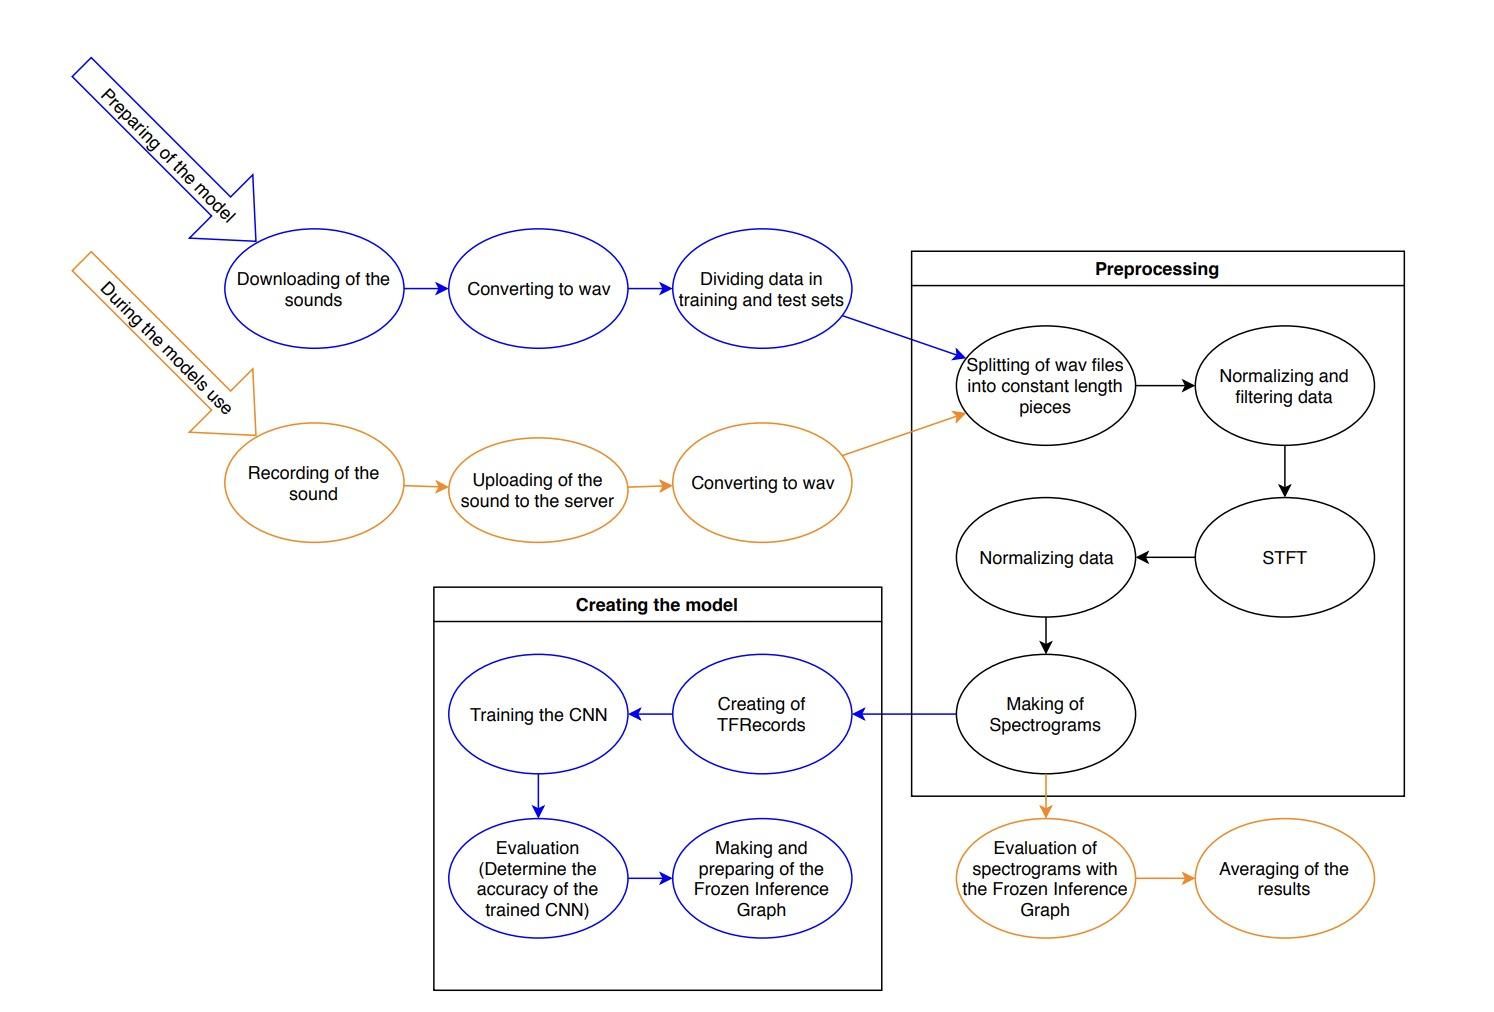 Preparing of the model
During the models use
Downloading of the
sounds
Converting to wav
Dividing data in
training and test sets
Recording of the
sound
Uploading of the
sound to the server
Converting to wav
Preprocessing
Splitting of wav files
into constant length
pieces
Normalizing and
filtering data
STFT
Normalizing data
Making of
Spectrograms
Creating the model
Creating of
TFRecords
Training the CNN
Evaluation
(Determine the
accuracy of the
trained CNN)
Making and
preparing of the
Frozen Inference
Graph
Evaluation of
spectrograms with
the Frozen Inference
Graph
Averaging of the
results